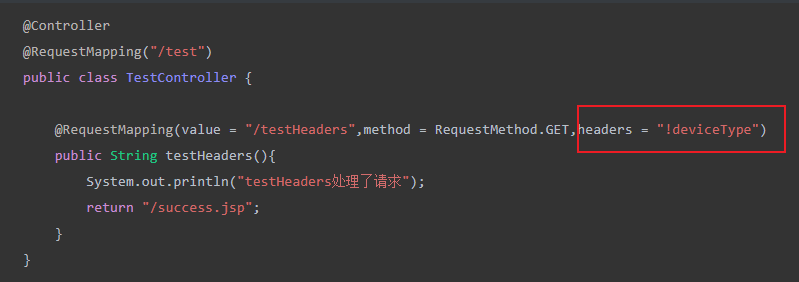 @Controller
@RequestMapping("/test")
public class TestController {
@RequestMapping(value = "/testHeaders",method = RequestMethod.GET,headers = "!deviceType")
public String testHeaders(){
System.out.println("testHeaders处理了请求");
return "/success.jsp";
}
}